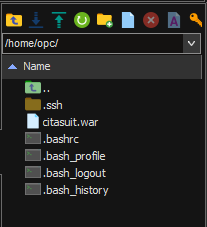 /home/opc/
Name
..
.ssh
citasuit.war
.bashrc
.bash_profile
.bash_logout
.bash_history